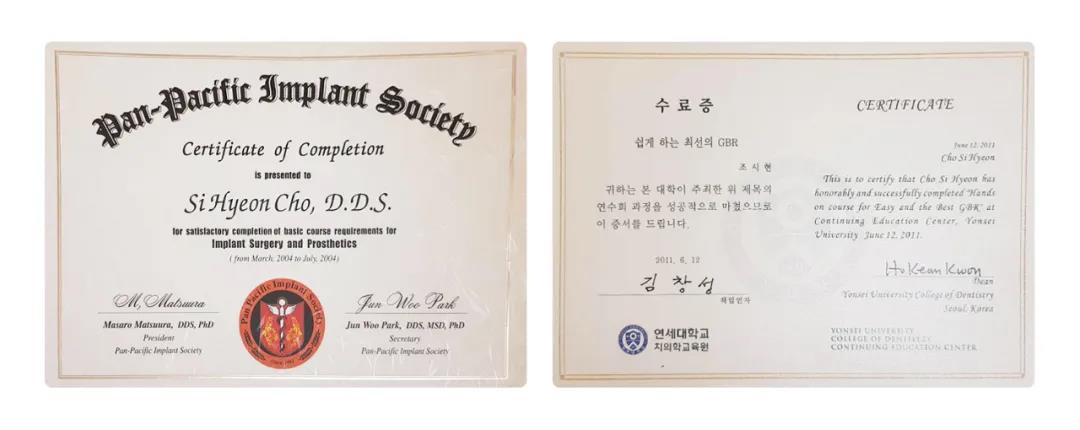 Pan-Pacific Implant Society
Certificate of Completion
is presented to
Si Hyeon Cho, D.D.S.
for satisfactory completion of basic course requirements for
Implant Surgery and Prosthetics
( from March, 2004 to July, 2004)
M, Matsuura
Masaro Matsuura, DDS, PhD
President
Pan-Pacific Implant Society
Pan Pacific Implant Society
Jun Woo Park
Jun Woo Park, DDS, MSD, PhD
Secretary
Pan-Pacific Implant Society
수 료 증
쉽게 하는 최선의 GBR
조 시 현
귀하는 본 대학이 주최한 위 제목의
연수회 과정을 성공적으로 마쳤으므로
이 증서를 드립니다.
2011. 6. 12
김 창 성
책임연자
연세대학교
치의학교육원
CERTIFICATE
June 12, 2011
Cho Si Hyeon
This is to certify that Cho Si Hyeon has
honorably and successfully completed "Hands
on course for Easy and the Best GBR" at
Continuing Education Center, Yonsei
University June 12, 2011.
Ho Kean Kwon
Dean
Yonsei University College of Dentistry
Seoul, Korea
YONSEI UNIVERSITY
COLLEGE OF DENTISTRY
CONTINUING EDUCATION CENTER